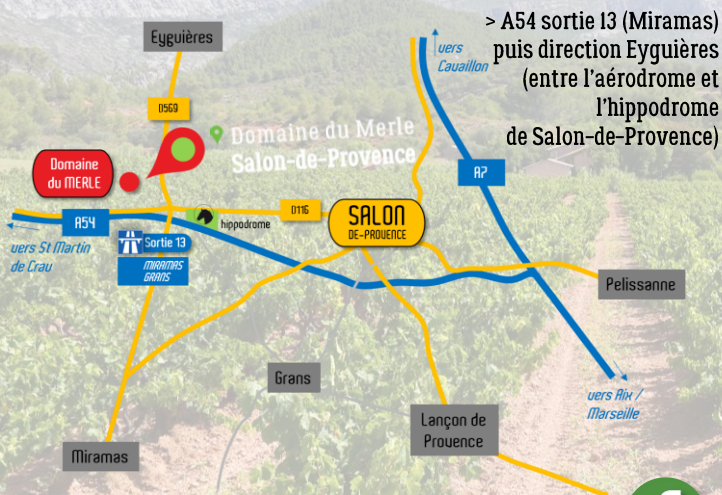 > A54 sortie 13 (Miramas)
puis direction Eyguières
(entre l'aérodrome et
l'hippodrome
de Salon-de-Provence)
Eyguières
vers
Cavaillon
D569
Domaine du Merle
Salon-de-Provence
Domaine
du MERLE
A7
A54
D116
SALON
DE-PROVENCE
hippodrome
vers St Martin
de Crau
Sortie 13
MIRAMAS
GRANS
Pelissanne
Grans
vers Aix /
Marseille
Lançon de
Provence
Miramas